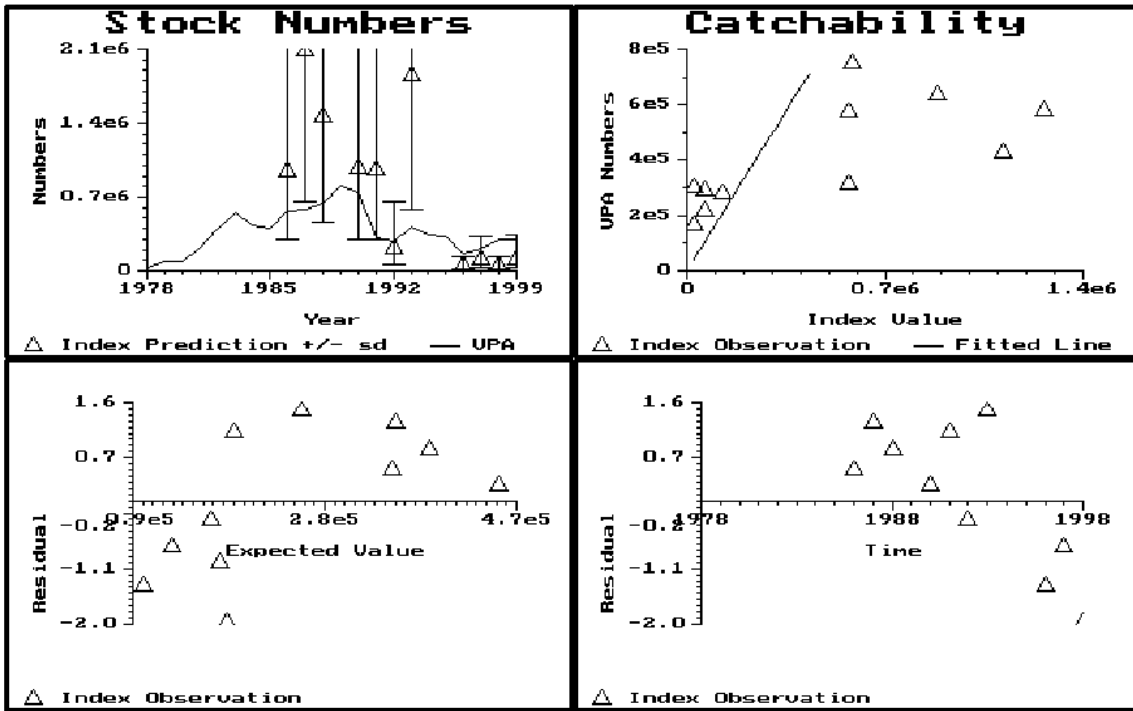 Stock Numbers
2.1e6
1.4e6
0.7e6
0
Numbers
1978 1985 1992 1999
Year
Index Prediction +/- sd VPA
Catchability
8e5
6e5
4e5
2e5
0
VPA Numbers
0 0.7e6 1.4e6
Index Value
Index Observation Fitted Line
1.6
0.7
-0.2
-1.1
-2.0
Residual
0.9e5 2.8e5 4.7e5
Expected Value
Index Observation
1.6
0.7
-0.2
-1.1
-2.0
Residual
1978 1988 1998
Time
Index Observation